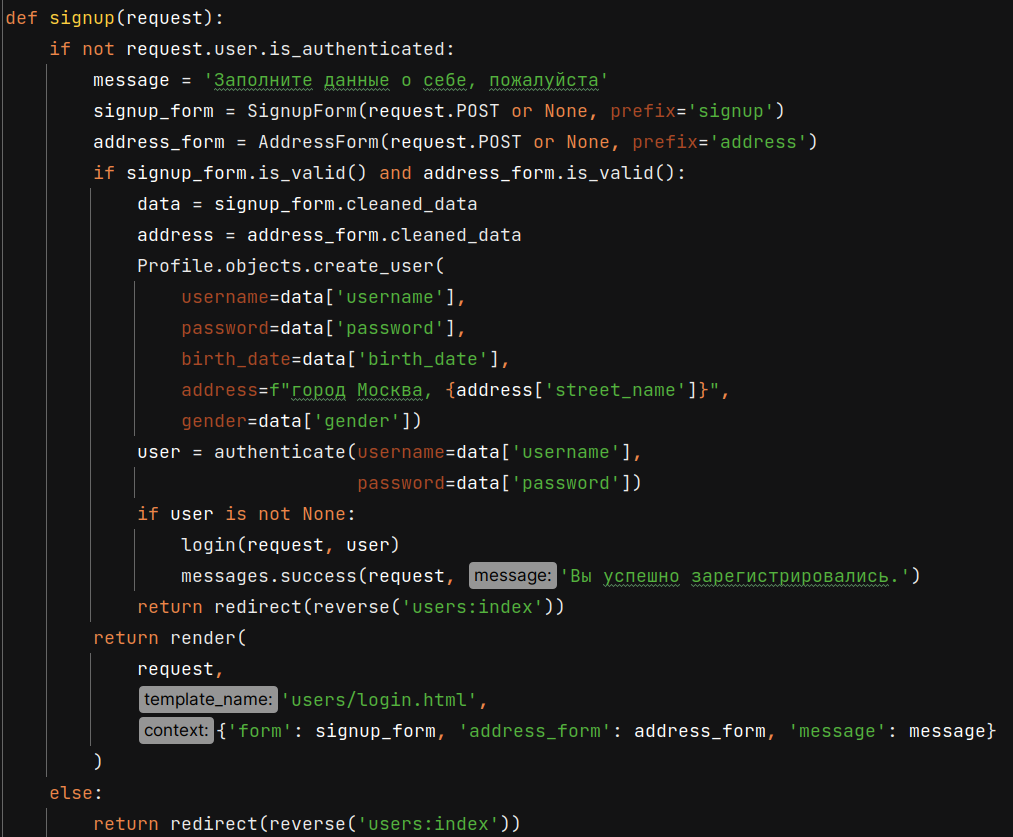 def signup(request):
    if not request.user.is_authenticated:
        message = 'Заполните данные о себе, пожалуйста'
        signup_form = SignupForm(request.POST or None, prefix='signup')
        address_form = AddressForm(request.POST or None, prefix='address')
        if signup_form.is_valid() and address_form.is_valid():
            data = signup_form.cleaned_data
            address = address_form.cleaned_data
            Profile.objects.create_user(
                username=data['username'],
                password=data['password'],
                birth_date=data['birth_date'],
                address=f"город Москва, {address['street_name']}",
                gender=data['gender'])
            user = authenticate(username=data['username'],
                                password=data['password'])
            if user is not None:
                login(request, user)
                messages.success(request, message: 'Вы успешно зарегистрировались.')
            return redirect(reverse('users:index'))
        return render(
            request,
            template_name: 'users/login.html',
            context: {'form': signup_form, 'address_form': address_form, 'message': message}
        )
    else:
        return redirect(reverse('users:index'))